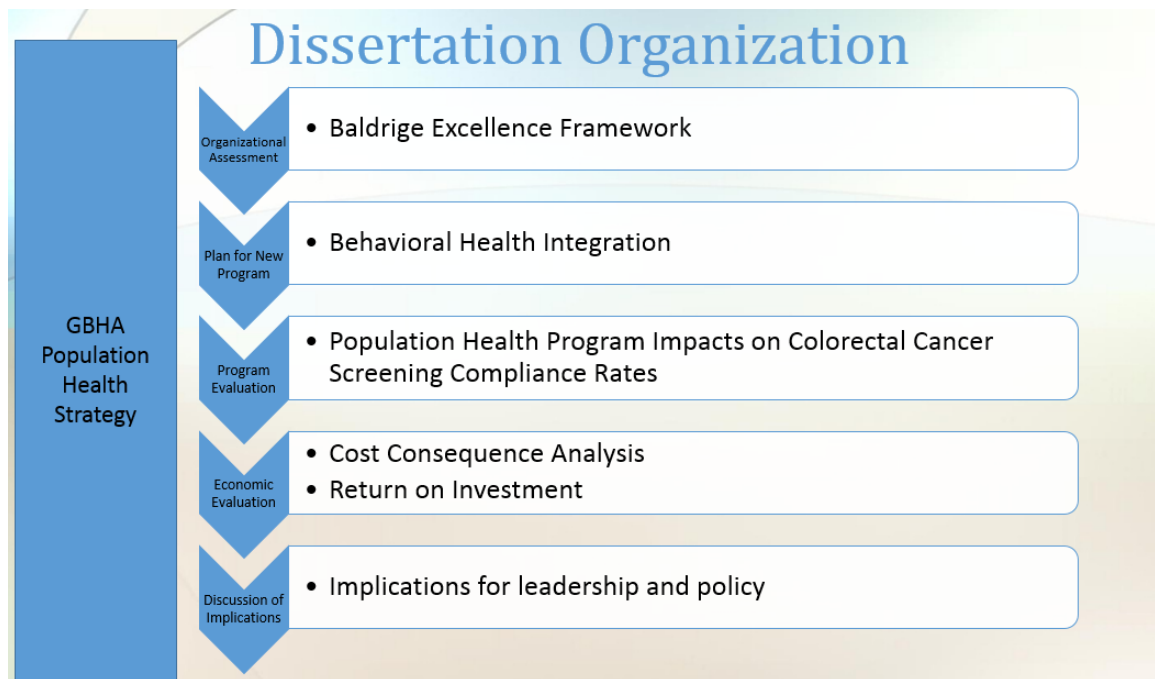 Dissertation Organization
GBHA
Population
Health
Strategy
Organizational
Assessment
• Baldrige Excellence Framework
Plan for New
Program
• Behavioral Health Integration
Program
Evaluation
• Population Health Program Impacts on Colorectal Cancer
Screening Compliance Rates
Economic
Evaluation
• Cost Consequence Analysis
• Return on Investment
Discussion of
Implications
• Implications for leadership and policy